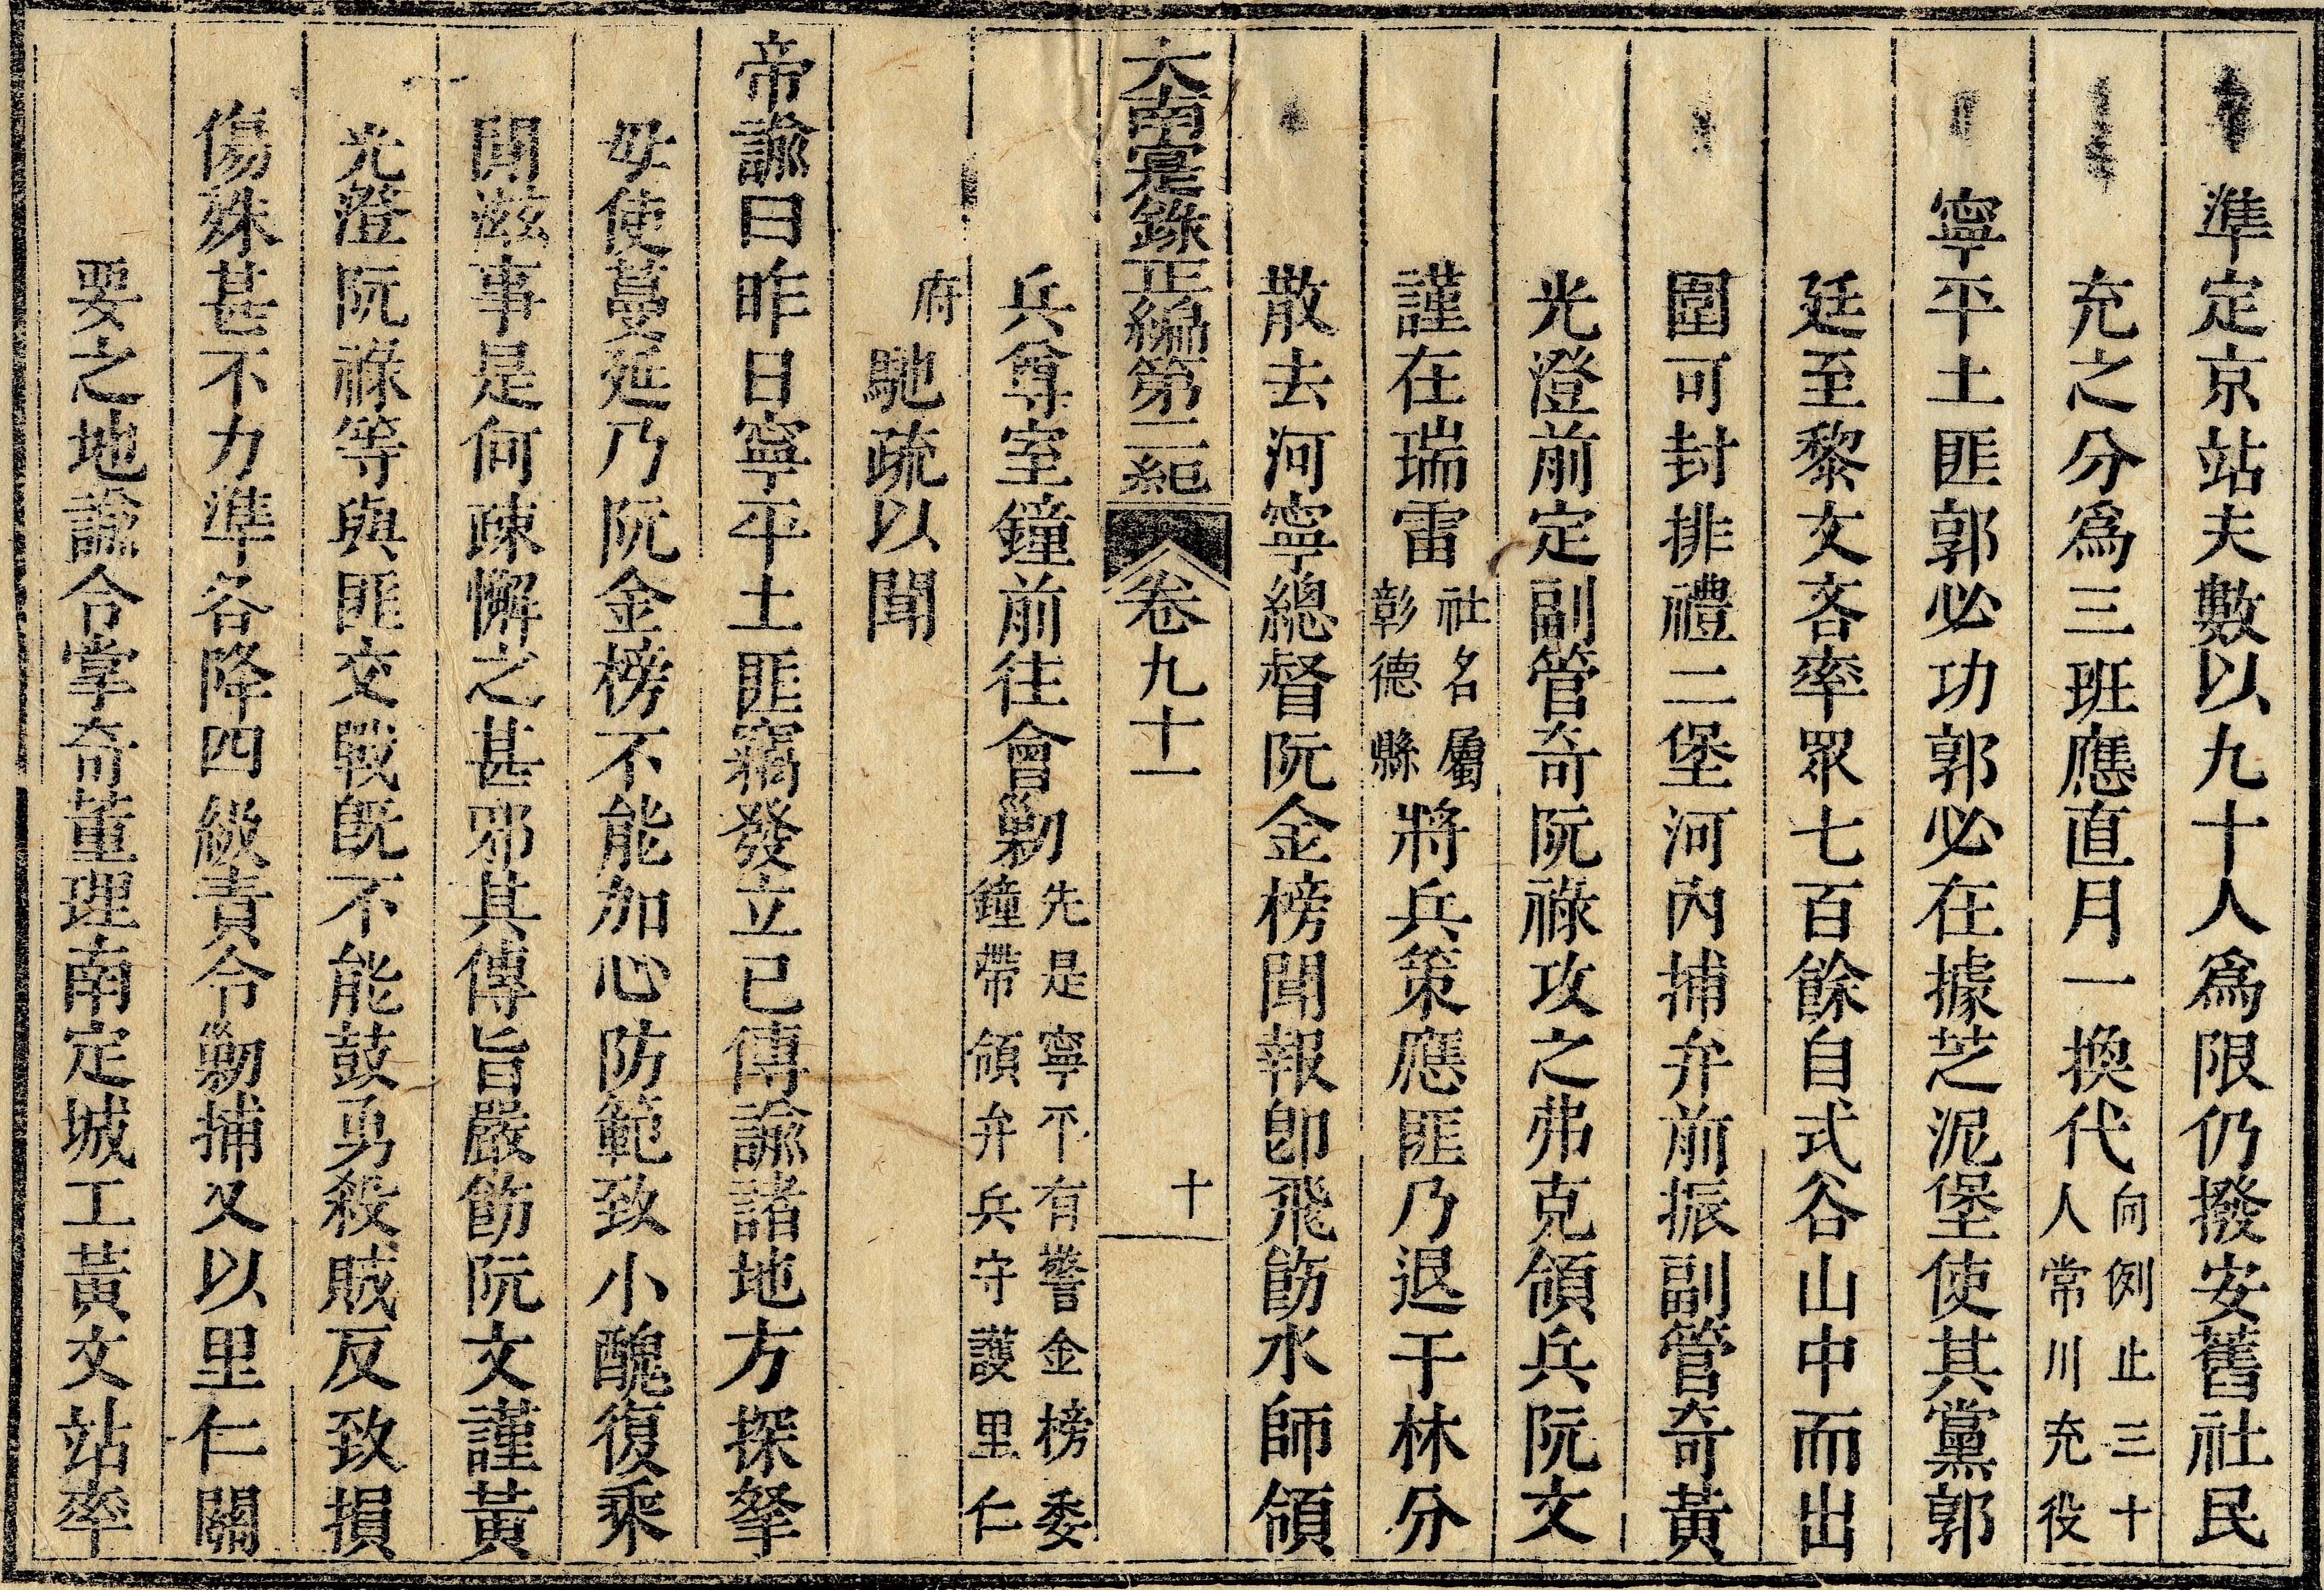 準定京站夫數以九十人爲限仍撥安舊社民
充之分爲三班應直月一換代向例止三十人常川充役
寧平土匪郭必功郭必在據芝泥堡使其黨郭
廷至黎文吝率眾七百餘自式谷山中而出
圍可封排禮二堡河內捕弁前振副管奇黃
光澄前定副管奇阮祿攻之弗克領兵阮文
謹在瑞雷社名屬彰德縣將兵策應匪乃退于林分
散去河寧總督阮金榜聞報卽飛飭水師領
大南寔錄正編第二紀 卷九十一 十
兵尊室鐘前往會剿先是寧平有警金榜委鐘帶領弁兵守護里仁
府馳疏以聞
帝諭曰昨日寧平土匪竊發立已傳諭諸地方探拏
毋使蔓延乃阮金榜不能加心防範致小醜復乘
間滋事是何疎懈之甚邪其傳旨嚴飭阮文謹黃
光澄阮祿等與匪交戰旣不能鼓勇殺賊反致損
傷殊甚不力準各降四級責令剿捕又以里仁關
要之地諭令掌奇董理南定城工黃文站率